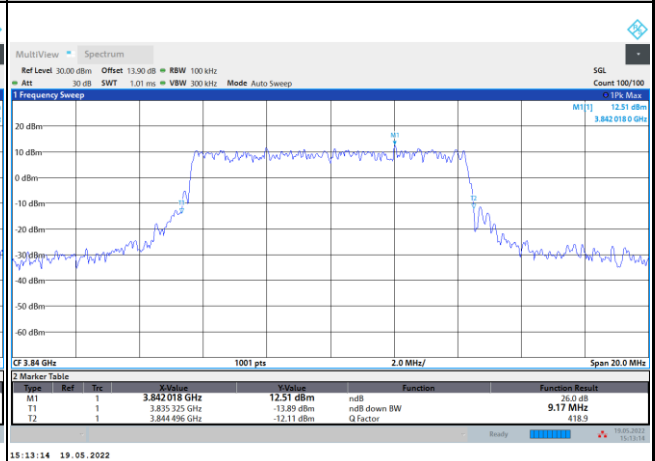 MultiView Spectrum
Ref Level 30.00 dBm Offset 13.90 dB RBW 100 kHz SGL
Att 30 dB SWT 1.01 ms VBW 300 kHz Mode Auto Sweep Count 100/100
1 Frequency Sweep 1Pk Max
M1[1] 12.51 dBm
3.842 018 0 GHz
20 dBm
M1
10 dBm
0 dBm
T1 T2
-10 dBm
-20 dBm
-30 dBm
-40 dBm
-50 dBm
-60 dBm
CF 3.84 GHz 1001 pts 2.0 MHz/ Span 20.0 MHz
2 Marker Table
Type Ref Trc X-Value Y-Value Function Function Result
M1 1 3.842 018 GHz 12.51 dBm ndB 26.0 dB
T1 1 3.835 325 GHz -13.89 dBm ndB down BW 9.17 MHz
T2 1 3.844 496 GHz -12.11 dBm Q Factor 418.9
Ready 19.05.2022
15:13:14
15:13:14 19.05.2022